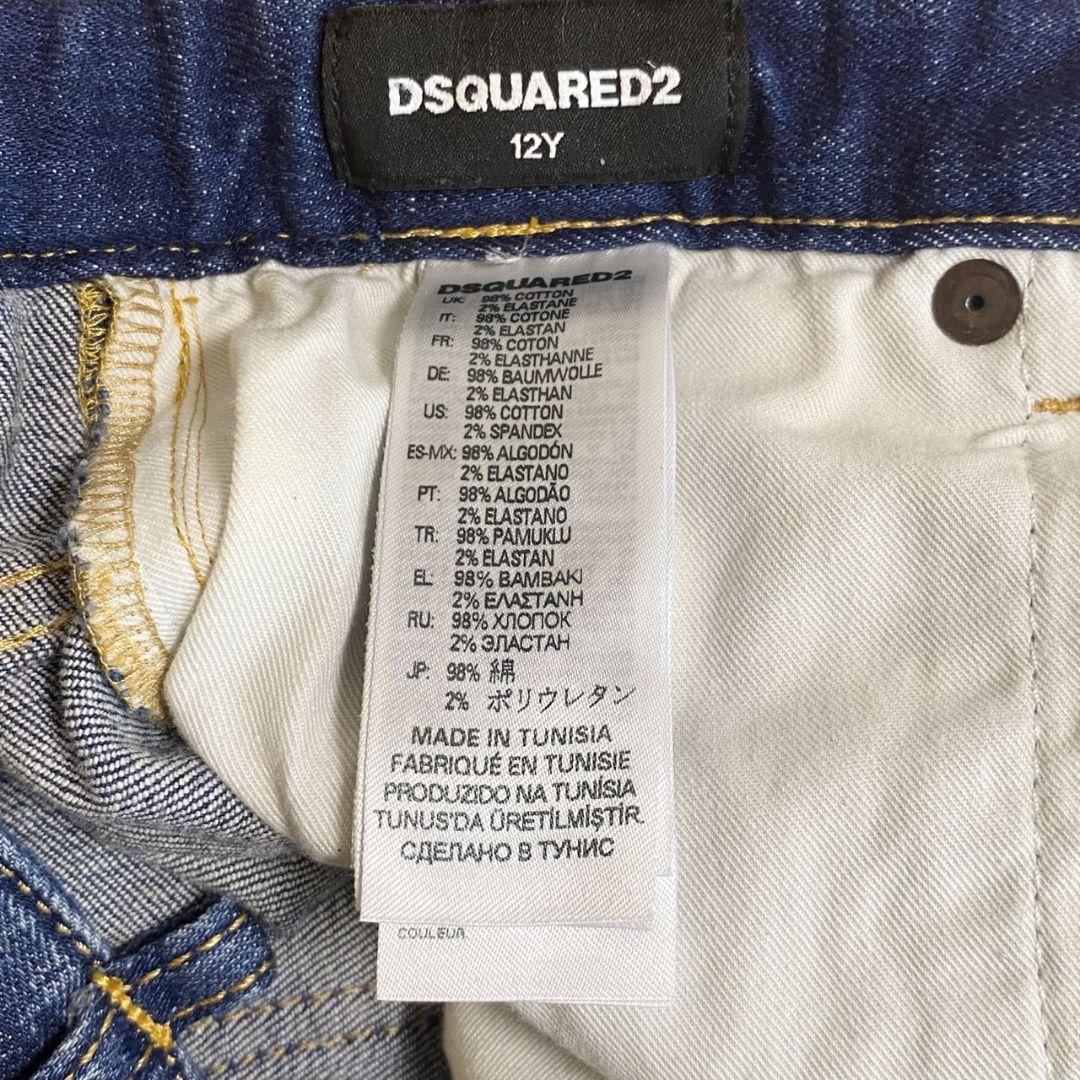 DSQUARED2
12Y
DSQUARED2
UK: 98% COTTON
2% ELASTANE
IT: 98% COTONE
2% ELASTAN
FR: 98% COTON
2% ELASTHANNE
DE: 98% BAUMWOLLE
2% ELASTHAN
US: 98% COTTON
2% SPANDEX
ES-MX: 98% ALGODÓN
2% ELASTANO
PT: 98% ALGODÃO
2% ELASTANO
TR: 98% PAMUKLU
2% ELASTAN
EL: 98% ΒΑΜΒΑΚΙ
2% ΕΛΑΣΤΑΝΗ
RU: 98% ХЛОПОК
2% ЭЛАСТАН
JP: 98% 綿
2% ポリウレタン
MADE IN TUNISIA
FABRIQUÉ EN TUNISIE
PRODUZIDO NA TUNÍSIA
TUNUS'DA ÜRETİLMİŞTİR.
СДЕЛАНО В ТУНИС
COULEUR: